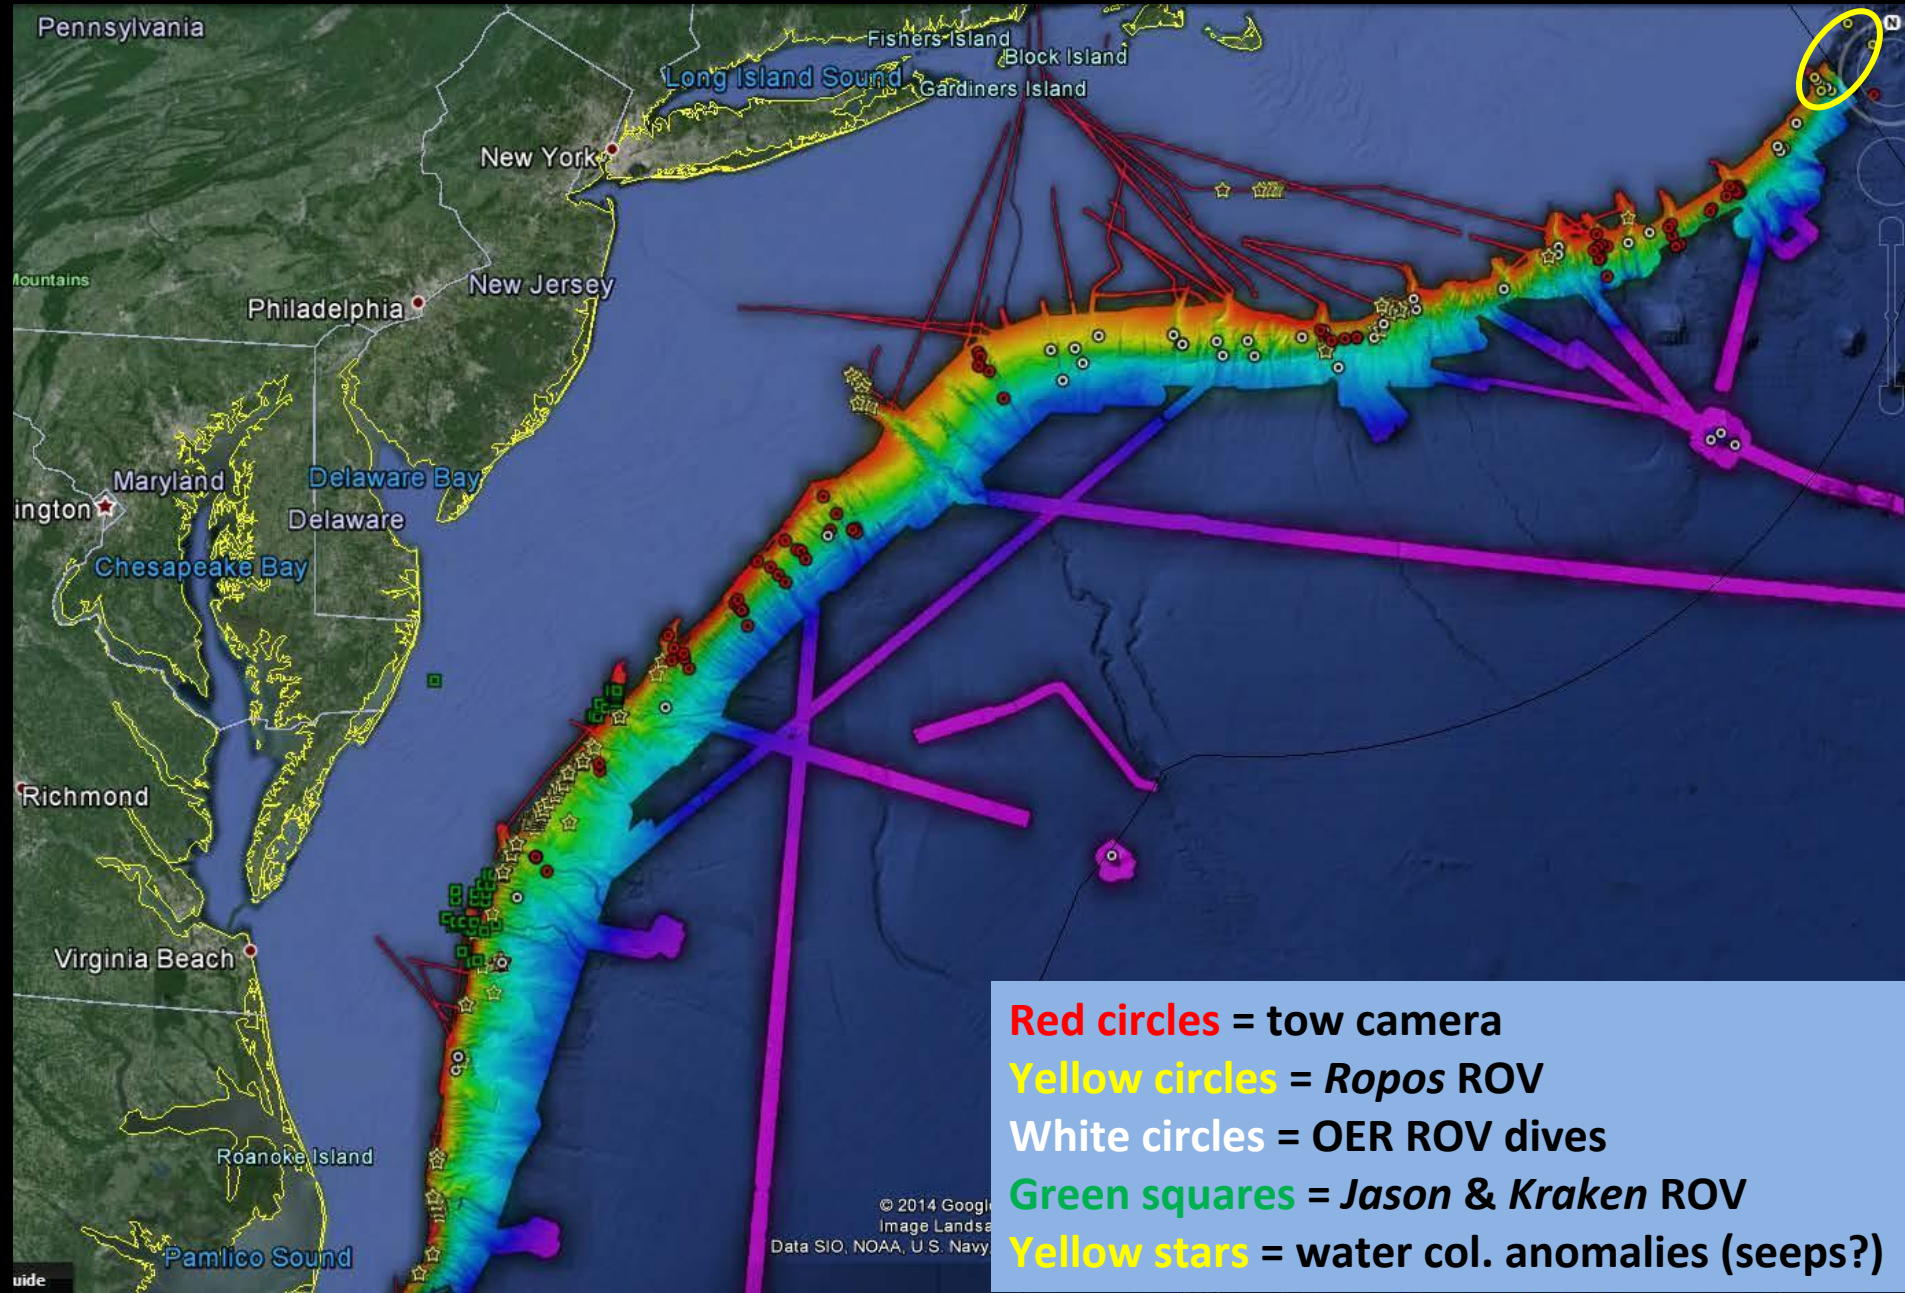 Pennsylvania
Fishers Island
Block Island
Long Island Sound
Gardiners Island
N
New York
Mountains
New Jersey
Philadelphia
Maryland
Delaware Bay
ington
Delaware
Chesapeake Bay
Richmond
Virginia Beach
Roanoke Island
Pamlico Sound
uide
© 2014 Googl
Image Landsa
Data SIO, NOAA, U.S. Navy,
Red circles = tow camera
Yellow circles = Ropos ROV
White circles = OER ROV dives
Green squares = Jason & Kraken ROV
Yellow stars = water col. anomalies (seeps?)